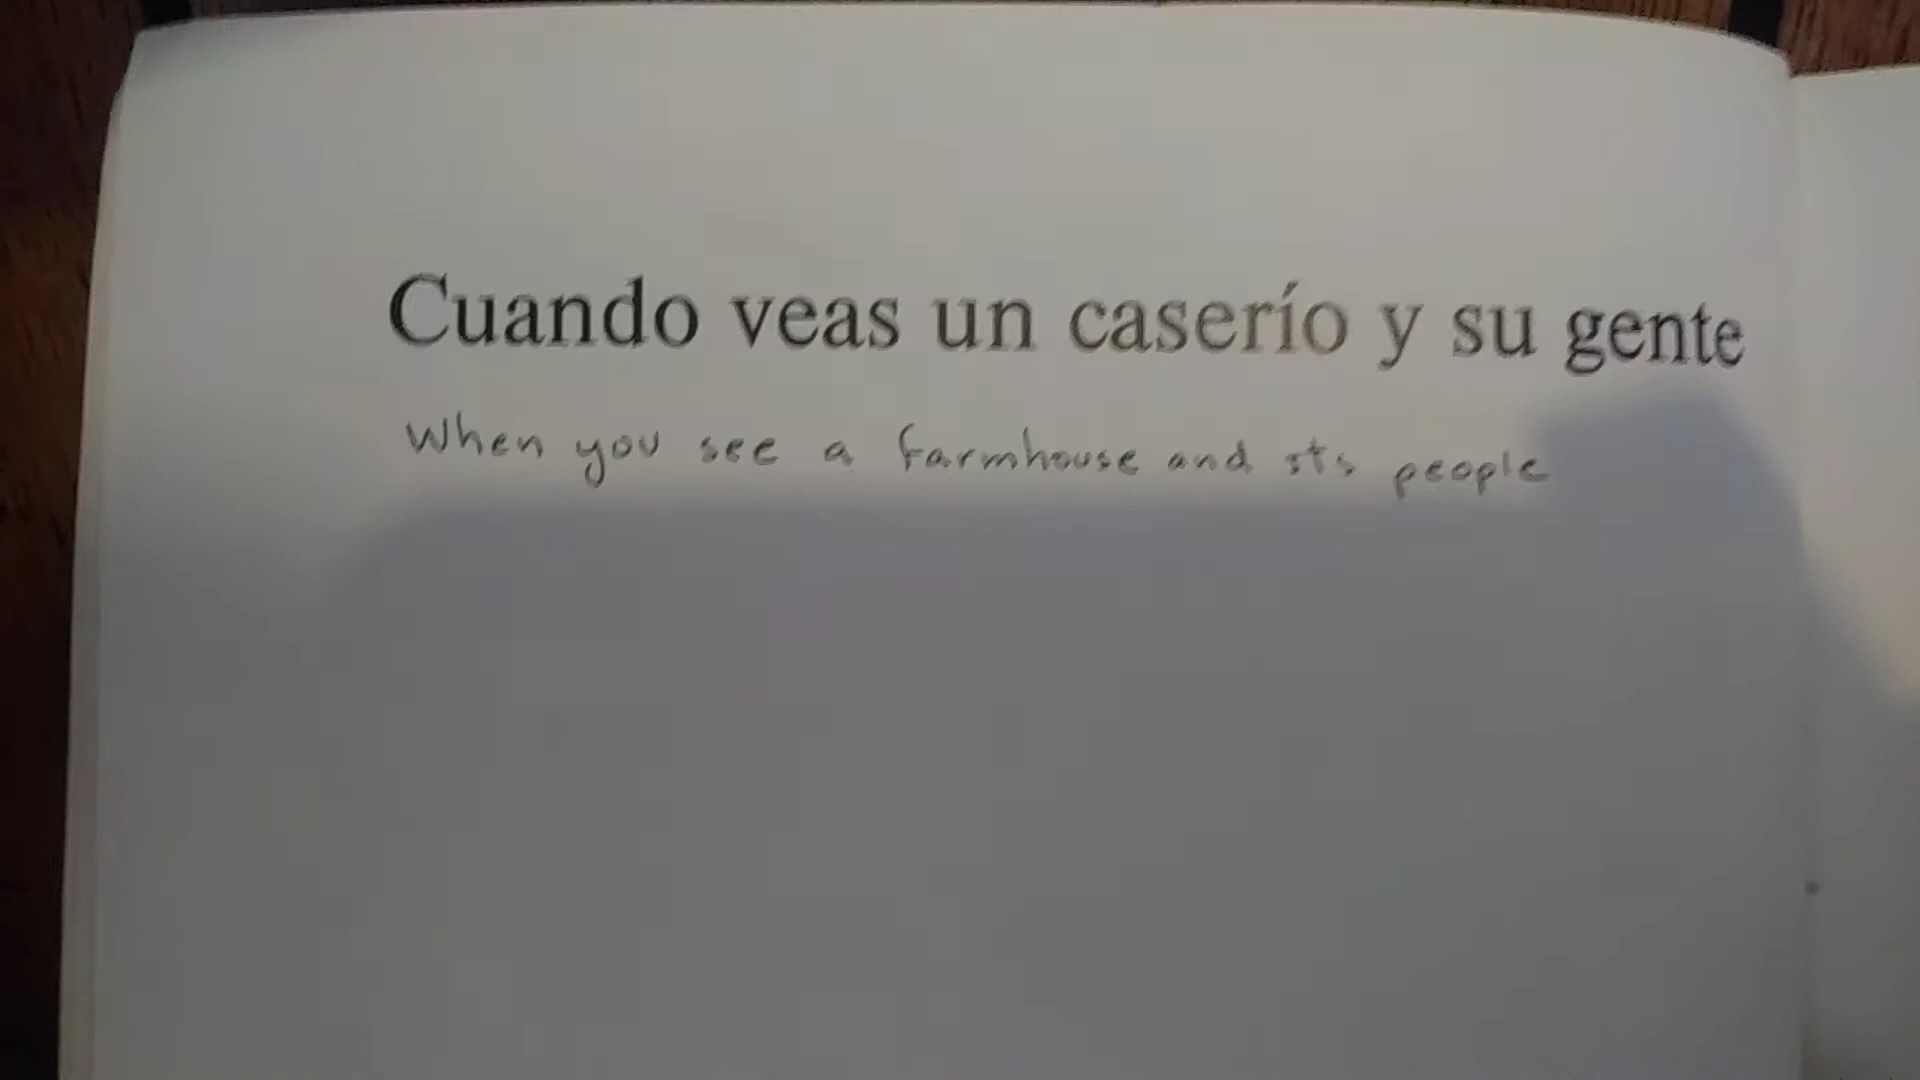 Cuando veas un caserío y su gente
When you see a farmhouse and its people